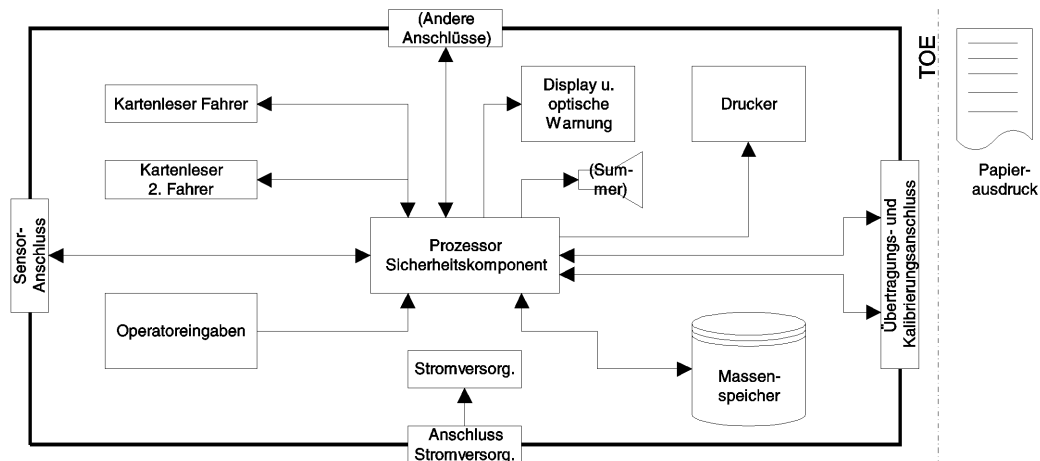 (Andere
Anschlüsse)
TOE
Kartenleser Fahrer
Display u.
optische
Warnung
Drucker
Kartenleser
2. Fahrer
(Sum-
mer)
Papier-
ausdruck
Sensor-
Anschluss
Prozessor
Sicherheitskomponent
Übertragungs- und
Kalibrierungsanschluss
Operatoreingaben
Stromversorg.
Massen-
speicher
Anschluss
Stromversorg.